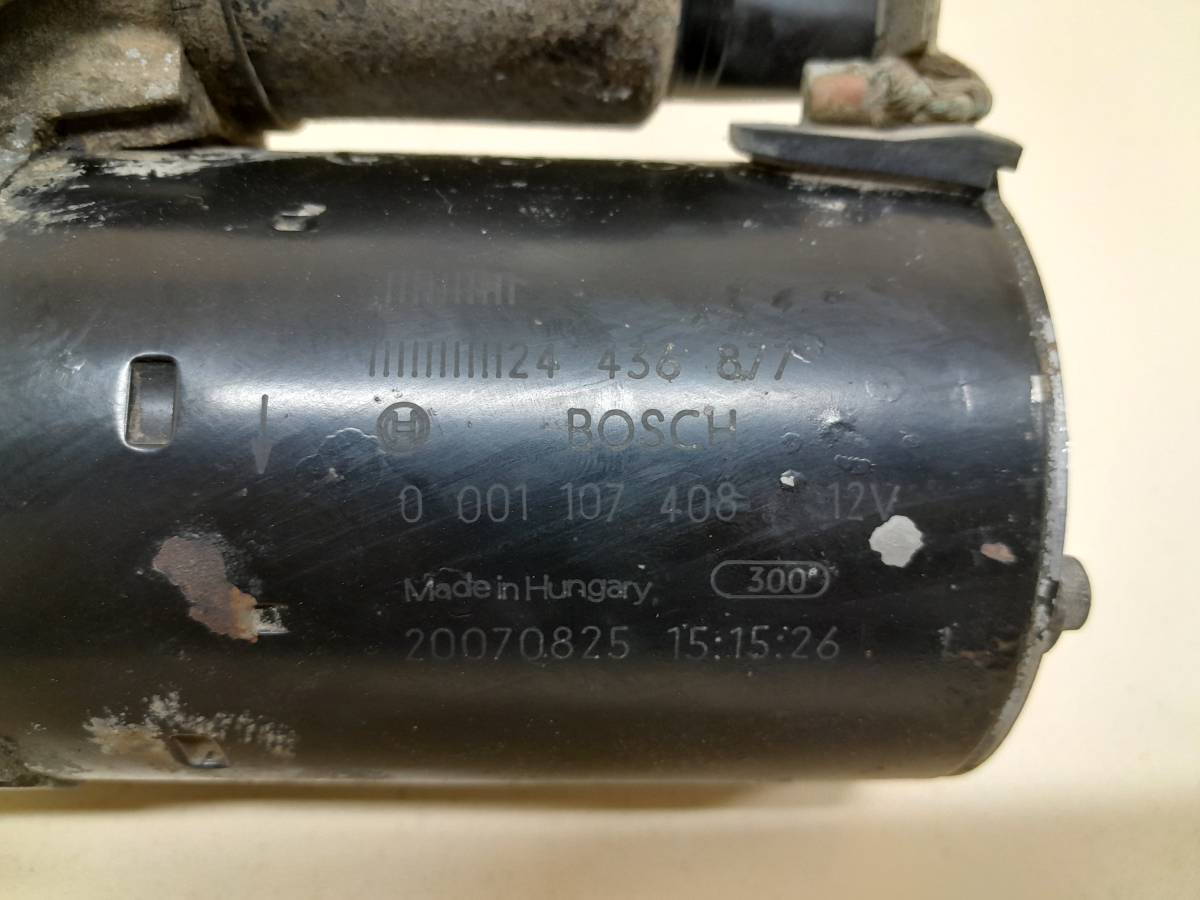 24 436 877
BOSCH
0 001 107 408 12V
Made in Hungary 300
20070825 15:15:26